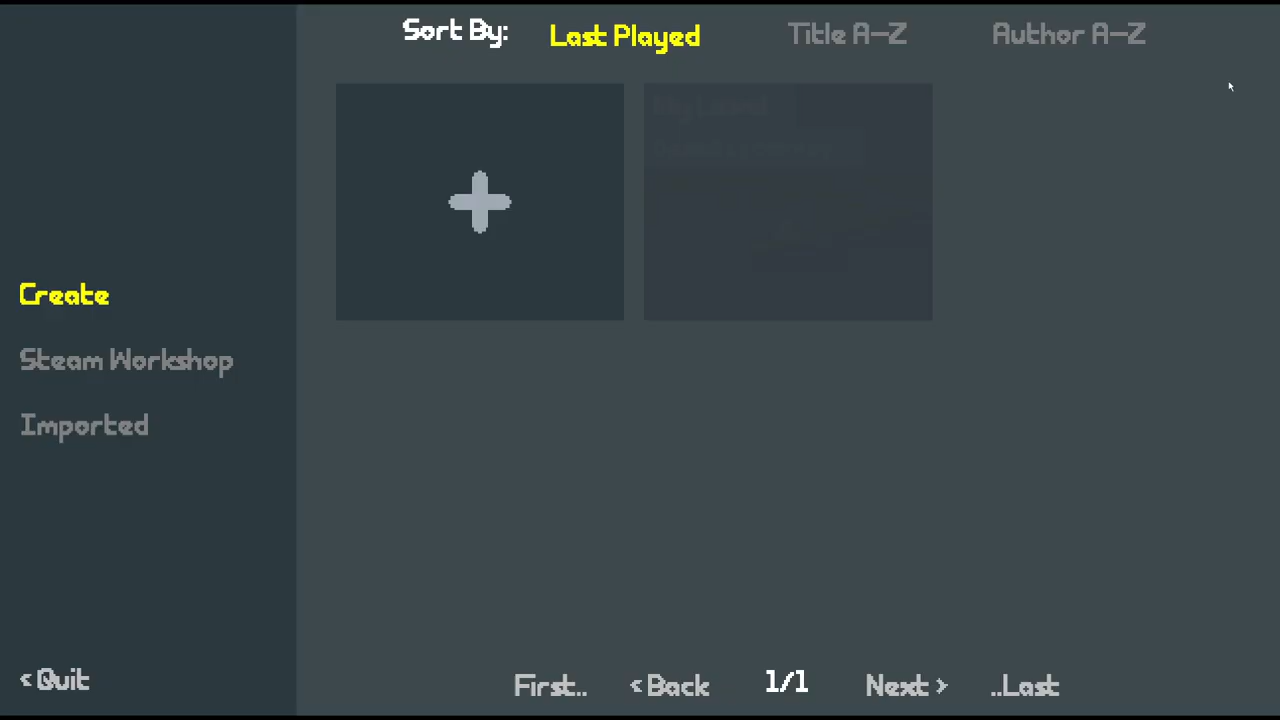 Sort By: Last Played Title A-Z Author A-Z
Create
Steam Workshop
Imported
< Quit
First.. < Back 1/1 Next > ..Last